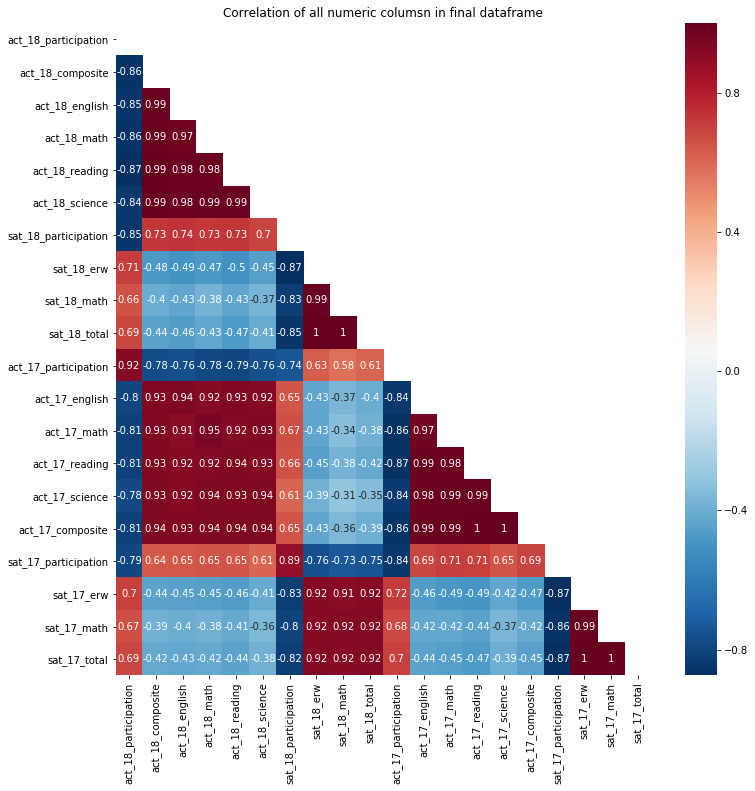 Correlation of all numeric columsn in final dataframe
act_18_participation
act_18_composite -0.86
act_18_english -0.85 0.99
act_18_math -0.86 0.99 0.97
act_18_reading -0.87 0.99 0.98 0.98
act_18_science -0.84 0.99 0.98 0.99 0.99
sat_18_participation -0.85 0.73 0.74 0.73 0.73 0.7
sat_18_erw 0.71 -0.48 -0.49 -0.47 -0.5 -0.45 -0.87
sat_18_math 0.66 -0.4 -0.43 -0.38 -0.43 -0.37 -0.83 0.99
sat_18_total 0.69 -0.44 -0.46 -0.43 -0.47 -0.41 -0.85 1 1
act_17_participation 0.92 -0.78 -0.76 -0.78 -0.79 -0.76 -0.74 0.63 0.58 0.61
act_17_english -0.8 0.93 0.94 0.92 0.93 0.92 0.65 -0.43 -0.37 -0.4 -0.84
act_17_math -0.81 0.93 0.91 0.95 0.92 0.93 0.67 -0.43 -0.34 -0.38 -0.86 0.97
act_17_reading -0.81 0.93 0.92 0.92 0.94 0.93 0.66 -0.45 -0.38 -0.42 -0.87 0.99 0.98
act_17_science -0.78 0.93 0.92 0.94 0.93 0.94 0.61 -0.39 -0.31 -0.35 -0.84 0.98 0.99 0.99
act_17_composite -0.81 0.94 0.93 0.94 0.94 0.94 0.65 -0.43 -0.36 -0.39 -0.86 0.99 0.99 1 1
sat_17_participation -0.79 0.64 0.65 0.65 0.65 0.61 0.89 -0.76 -0.73 -0.75 -0.84 0.69 0.71 0.71 0.65 0.69
sat_17_erw 0.7 -0.44 -0.45 -0.45 -0.46 -0.41 -0.83 0.92 0.91 0.92 0.72 -0.46 -0.49 -0.49 -0.42 -0.47 -0.87
sat_17_math 0.67 -0.39 -0.4 -0.38 -0.41 -0.36 -0.8 0.92 0.92 0.92 0.68 -0.42 -0.42 -0.44 -0.37 -0.42 -0.86 0.99
sat_17_total 0.69 -0.42 -0.43 -0.42 -0.44 -0.38 -0.82 0.92 0.92 0.92 0.7 -0.44 -0.45 -0.47 -0.39 -0.45 -0.87 1 1
act_18_participation
act_18_composite
act_18_english
act_18_math
act_18_reading
act_18_science
sat_18_participation
sat_18_erw
sat_18_math
sat_18_total
act_17_participation
act_17_english
act_17_math
act_17_reading
act_17_science
act_17_composite
sat_17_participation
sat_17_erw
sat_17_math
sat_17_total
0.8
0.4
0.0
-0.4
-0.8